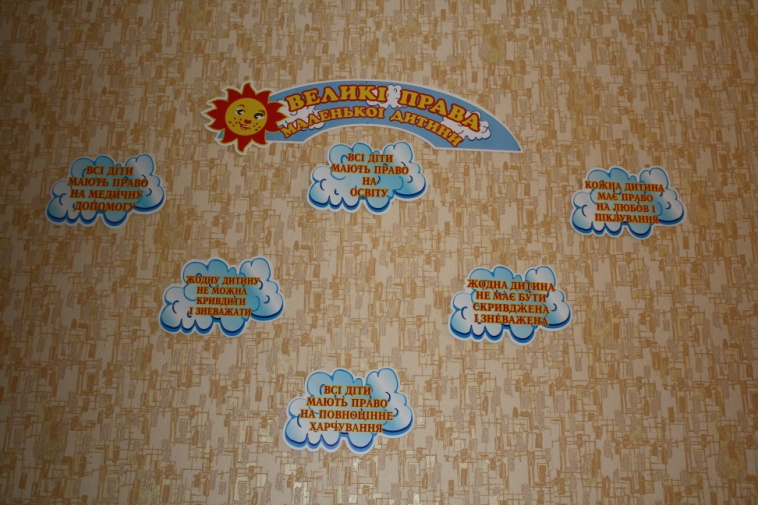 ВЕЛИКІ ПРАВА
МАЛЕНЬКОЇ ДИТИНИ
ВСІ ДІТИ
МАЮТЬ ПРАВО
НА МЕДИЧНУ
ДОПОМОГУ
ВСІ ДІТИ
МАЮТЬ ПРАВО
НА
ОСВІТУ
КОЖНА ДИТИНА
МАЄ ПРАВО
НА ЛЮБОВ І
ПІКЛУВАННЯ
ЖОДНУ ДИТИНУ
НЕ МОЖНА
КРИВДИТИ
І ЗНЕВАЖАТИ
ЖОДНА ДИТИНА
НЕ МАЄ БУТИ
СКРИВДЖЕНА
І ЗНЕВАЖЕНА
ВСІ ДІТИ
МАЮТЬ ПРАВО
НА ПОВНОЦІННЕ
ХАРЧУВАННЯ